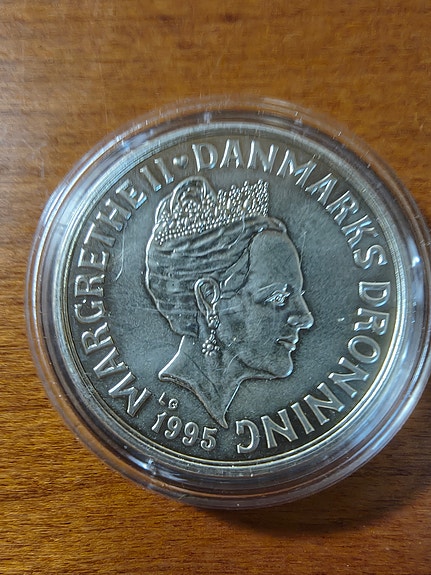 MARGRETHE II ♥ DANMARKS DRONNING
LG
1995